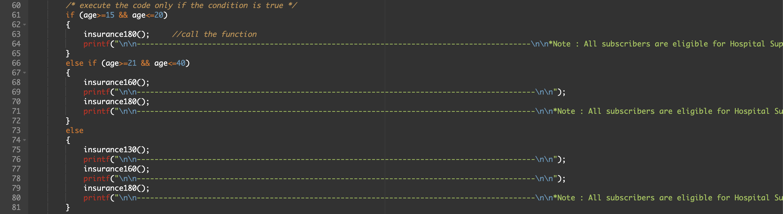 60 /* execute the code only if the condition is true */
61 if (age>=15 && age<=20)
62 {
63 insurance180(); //call the function
64 printf("\n\n--------------------------------------------------------------------------------------\n\n*Note : All subscribers are eligible for Hospital Sup
65 }
66 else if (age>=21 && age<=40)
67 {
68 insurance160();
69 printf("\n\n---------------------------------------------------------------------------------------\n\n");
70 insurance180();
71 printf("\n\n---------------------------------------------------------------------------------------\n\n*Note : All subscribers are eligible for Hospital Su
72 }
73 else
74 {
75 insurance130();
76 printf("\n\n---------------------------------------------------------------------------------------\n\n");
77 insurance160();
78 printf("\n\n---------------------------------------------------------------------------------------\n\n");
79 insurance180();
80 printf("\n\n---------------------------------------------------------------------------------------\n\n*Note : All subscribers are eligible for Hospital Su
81 }